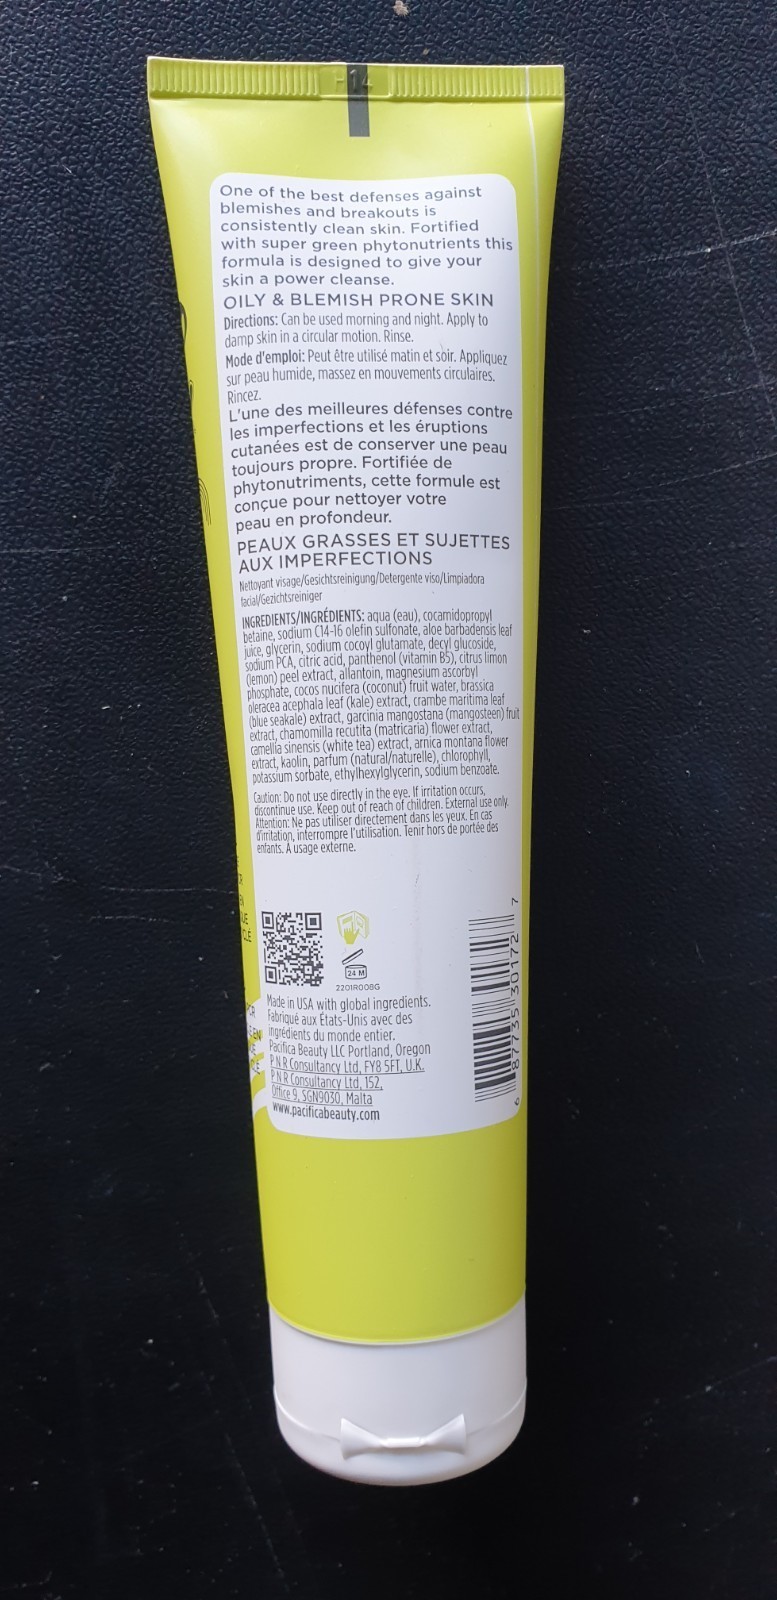 H14
One of the best defenses against
blemishes and breakouts is
consistently clean skin. Fortified
with super green phytonutrients this
formula is designed to give your
skin a power cleanse.
OILY & BLEMISH PRONE SKIN
Directions: Can be used morning and night. Apply to
damp skin in a circular motion. Rinse.
Mode d'emploi: Peut être utilisé matin et soir. Appliquez
sur peau humide, massez en mouvements circulaires.
Rincez.
L'une des meilleures défenses contre
les imperfections et les éruptions
cutanées est de conserver une peau
toujours propre. Fortifiée de
phytonutriments, cette formule est
conçue pour nettoyer votre
peau en profondeur.
PEAUX GRASSES ET SUJETTES
AUX IMPERFECTIONS
Nettoyant visage/Gesichtsreinigung/Detergente viso/Limpiadora
facial/Gezichtsreiniger
INGREDIENTS/INGRÉDIENTS: aqua (eau), cocamidopropyl
betaine, sodium C14-16 olefin sulfonate, aloe barbadensis leaf
juice, glycerin, sodium cocoyl glutamate, decyl glucoside,
sodium PCA, citric acid, panthenol (vitamin B5), citrus limon
(lemon) peel extract, allantoin, magnesium ascorbyl
phosphate, cocos nucifera (coconut) fruit water, brassica
oleracea acephala leaf (kale) extract, crambe maritima leaf
(blue seakale) extract, garcinia mangostana (mangosteen) fruit
extract, chamomilla recutita (matricaria) flower extract,
camellia sinensis (white tea) extract, arnica montana flower
extract, kaolin, parfum (natural/naturelle), chlorophyll,
potassium sorbate, ethylhexylglycerin, sodium benzoate.
Caution: Do not use directly in the eye. If irritation occurs,
discontinue use. Keep out of reach of children. External use only.
Attention: Ne pas utiliser directement dans les yeux. En cas
d'irritation, interrompre l'utilisation. Tenir hors de portée des
enfants. À usage externe.
24 M
2201R008G
Made in USA with global ingredients.
Fabriqué aux États-Unis avec des
ingrédients du monde entier.
Pacifica Beauty LLC Portland, Oregon
P N R Consultancy Ltd, FY8 5FT, U.K.
P N R Consultancy Ltd, 152,
Office 9, SGN9030, Malta
www.pacificabeauty.com
6 87735 30172 7